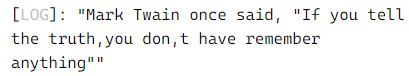 [LOG]: "Mark Twain once said, "If you tell
the truth,you don,t have remember
anything""